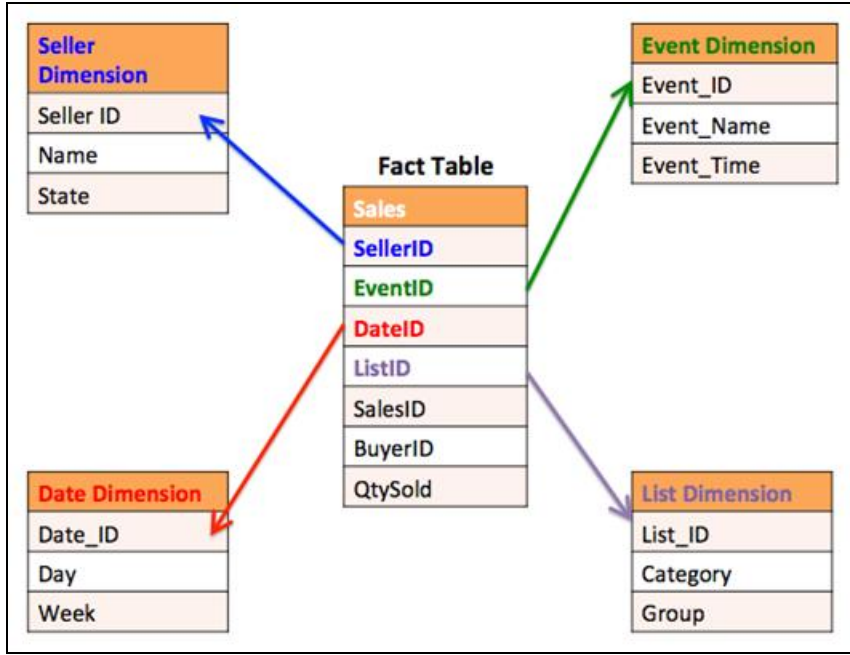 Seller
Dimension
Seller ID
Name
State
Event Dimension
Event_ID
Event_Name
Event_Time
Fact Table
Sales
SellerID
EventID
DateID
ListID
SalesID
BuyerID
QtySold
Date Dimension
Date_ID
Day
Week
List Dimension
List_ID
Category
Group